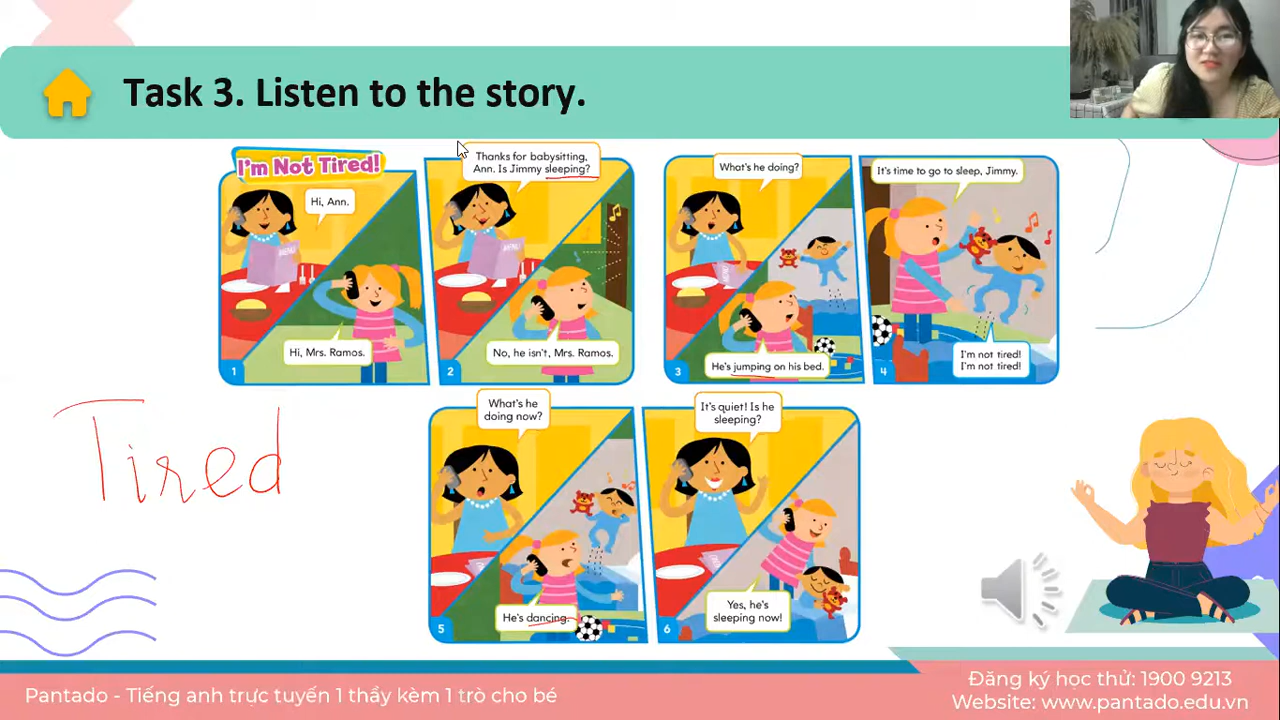 Task 3. Listen to the story.
I'm Not Tired!
Hi, Ann.
MENU
Hi, Mrs. Ramos.
1
Thanks for babysitting,
Ann. Is Jimmy sleeping?
MENU
No, he isn't, Mrs. Ramos.
2
What's he doing?
He's jumping on his bed.
3
It's time to go to sleep, Jimmy.
I'm not tired!
I'm not tired!
4
Tired
What's he
doing now?
He's dancing.
5
It's quiet! Is he
sleeping?
Yes, he's
sleeping now!
6
Pantado - Tiếng anh trực tuyến 1 thầy kèm 1 trò cho bé
Đăng ký học thử: 1900 9213
Website: www.pantado.edu.vn